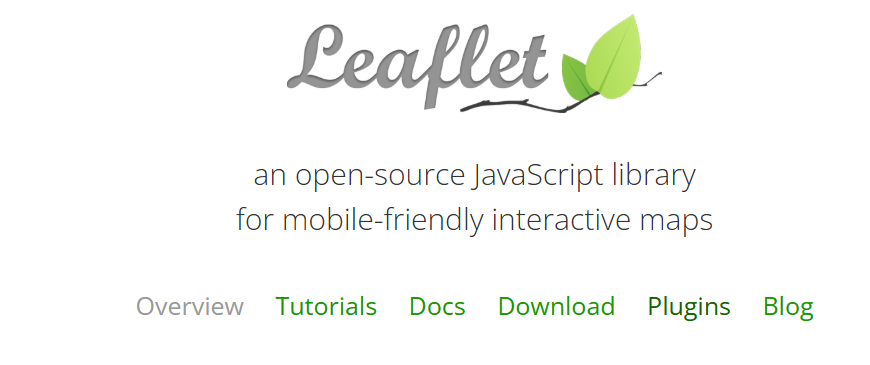 Leaflet
an open-source JavaScript library
for mobile-friendly interactive maps
Overview Tutorials Docs Download Plugins Blog